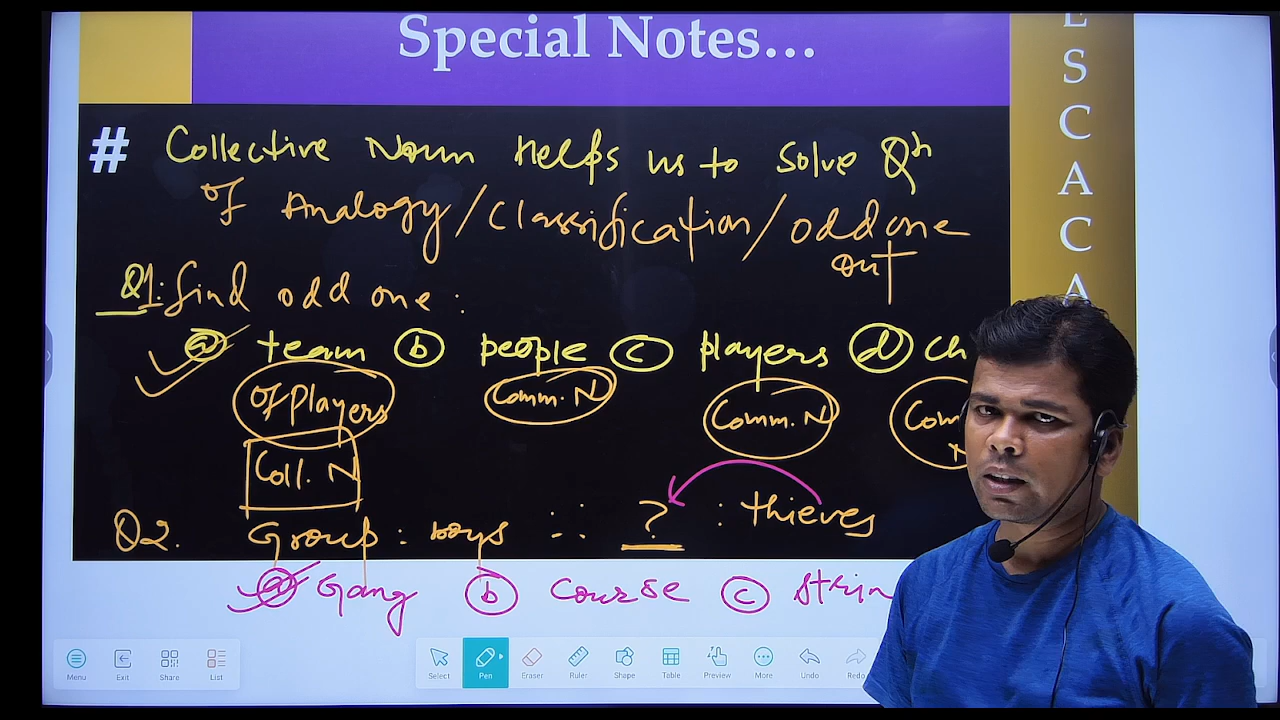 Special Notes...
E
S
C
A
C
A
# Collective Noun Helps us to solve Qn
of Analogy/Classification/odd one
out
Q1: find odd one :
(a) team (b) people (c) players (d) ch
of Players Comm. N Comm. N Com
N
Coll. N
Q2. Group : boys :: ? : thieves
(a) Gang (b) course (c) Strin
Menu Exit Share List Select Pen Eraser Ruler Shape Table Preview More Undo Redo